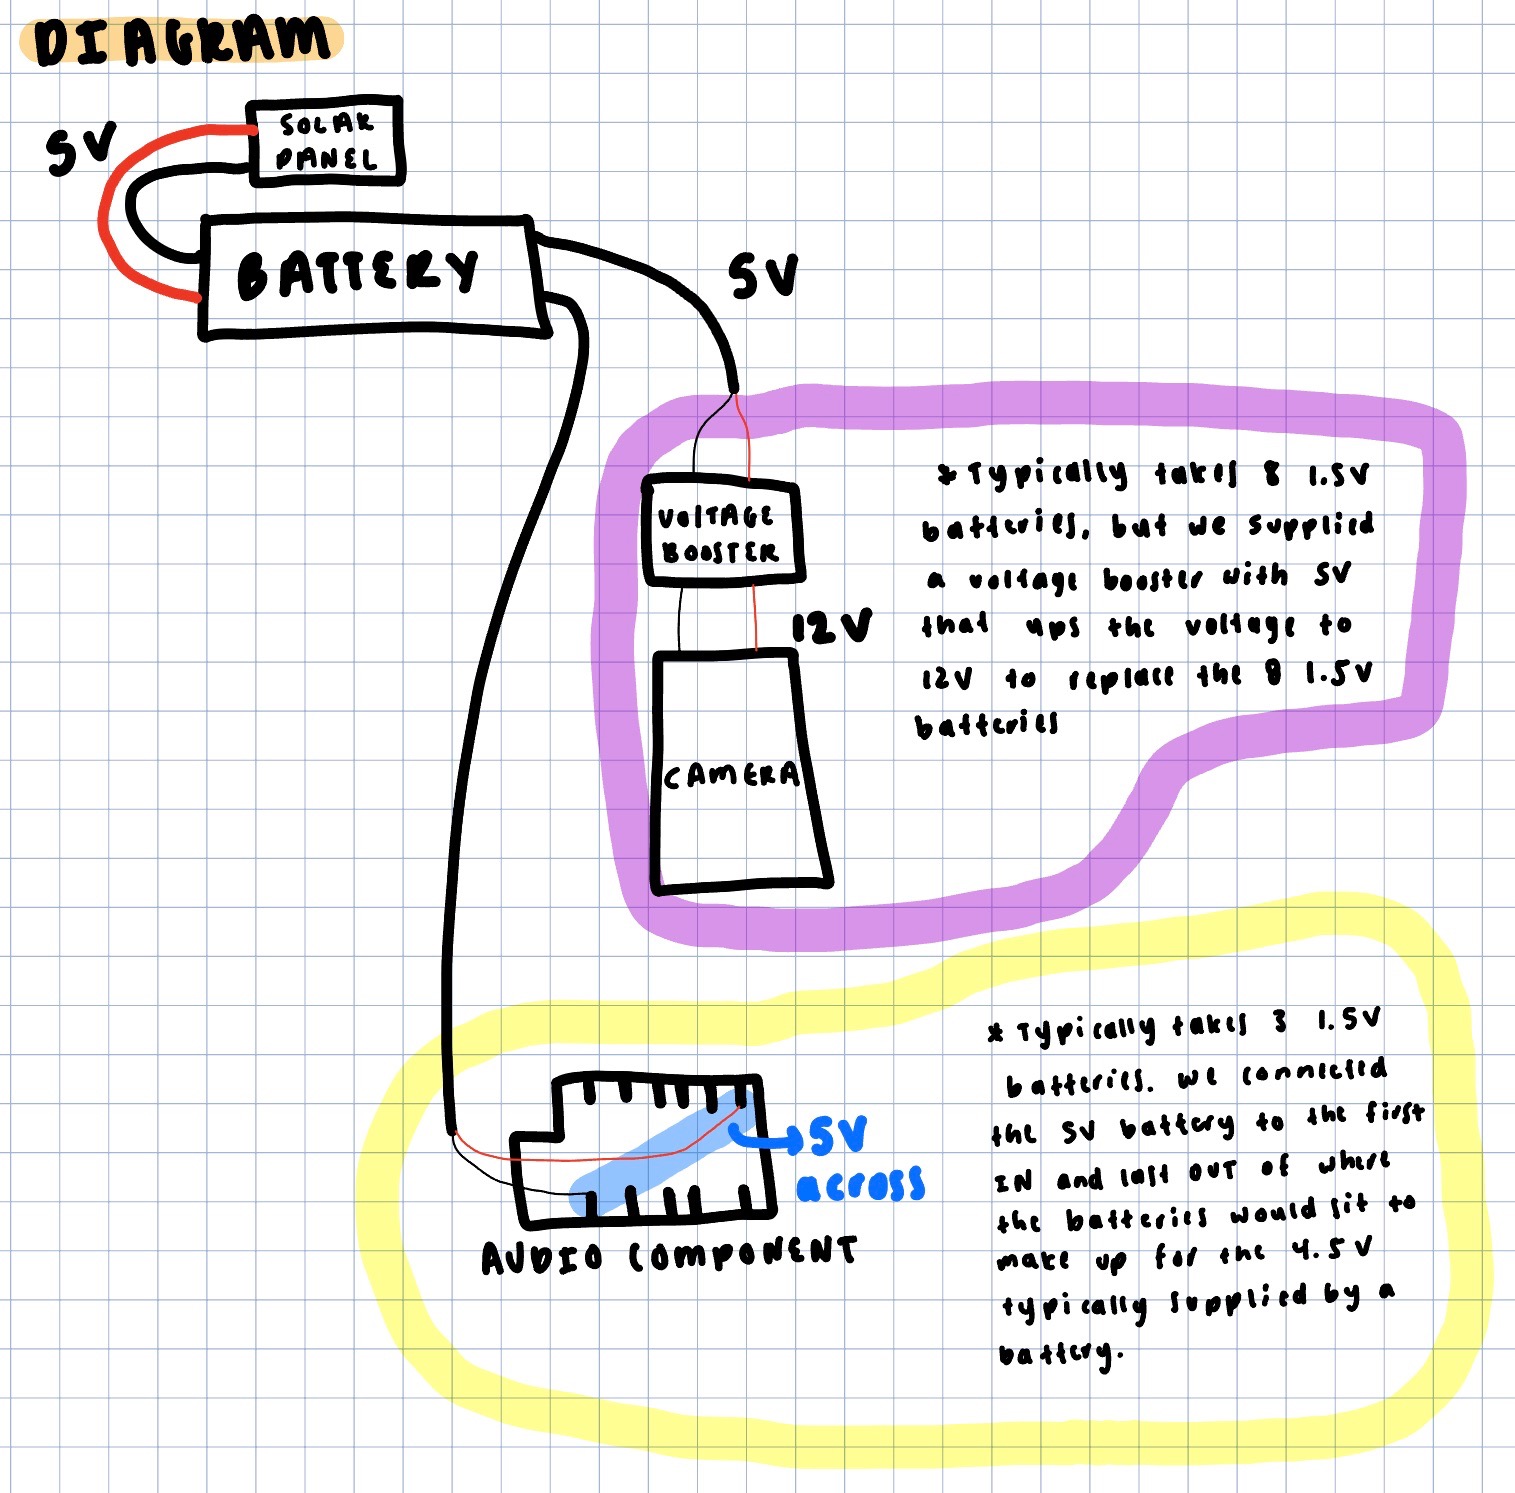 DIAGRAM
SOLAR
PANEL
5V
BATTERY
5V
VOLTAGE
BOOSTER
12V
CAMERA
* Typically takes 8 1.5V
batteries, but we supplied
a voltage booster with 5V
that ups the voltage to
12V to replace the 8 1.5V
batteries
5V
across
AUDIO COMPONENT
* Typically takes 3 1.5V
batteries. We connected
the 5V battery to the first
IN and last OUT of where
the batteries would sit to
make up for the 4.5V
typically supplied by a
battery.